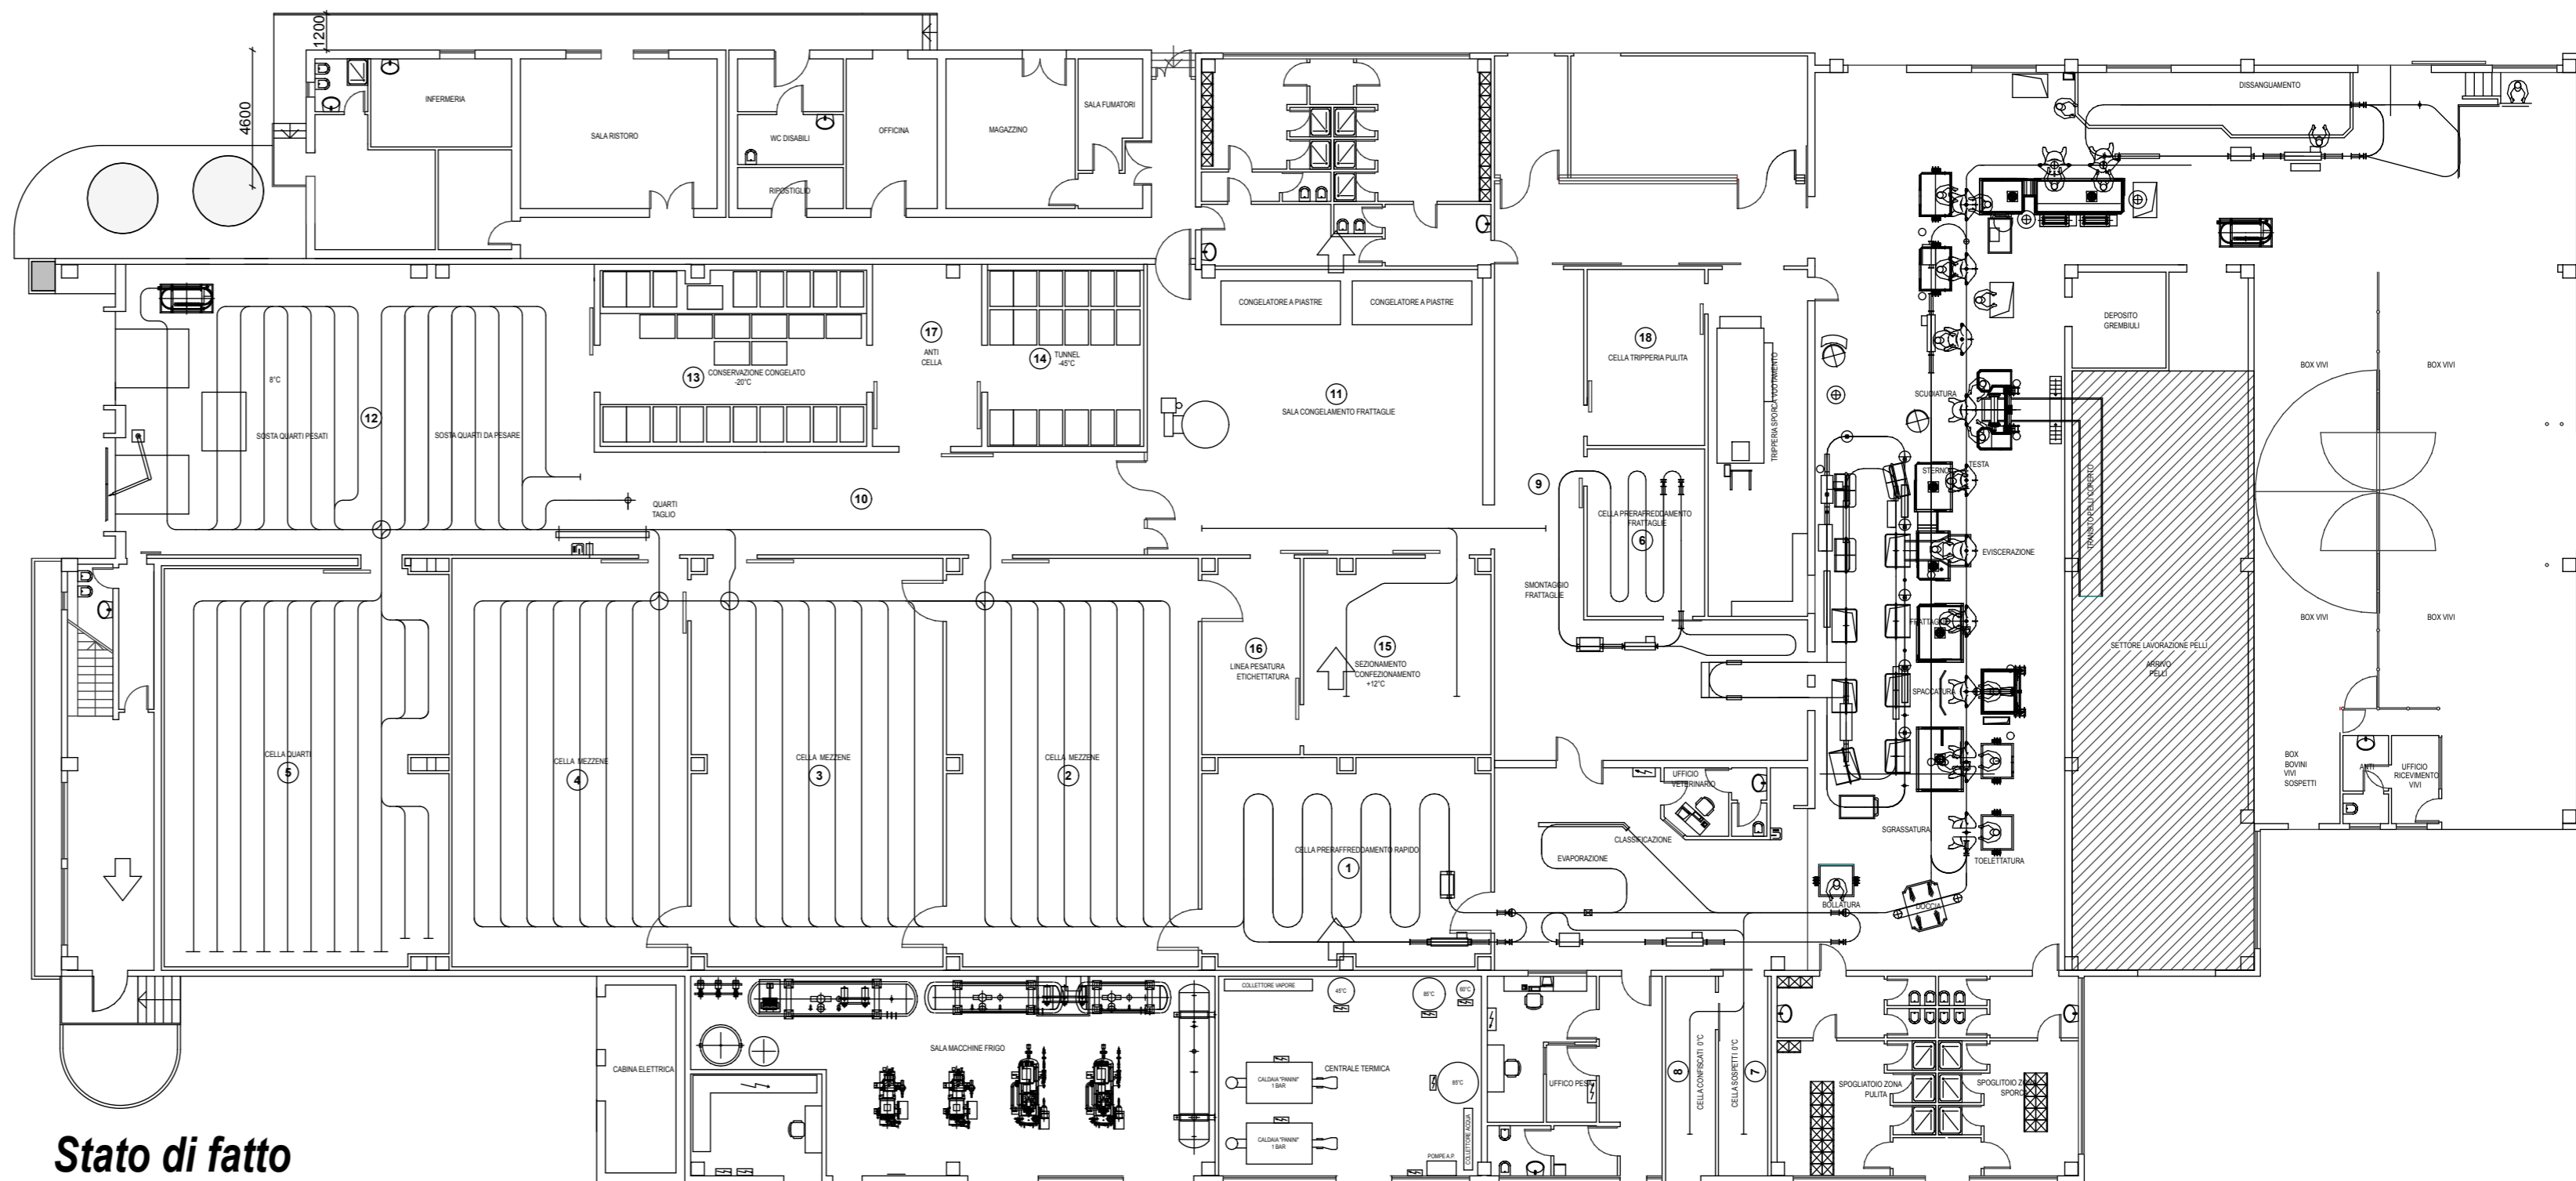 1200
4600
INFERMERIA
SALA RISTORO
WC DISABILI
RIPOSTIGLIO
OFFICINA
MAGAZZINO
SALA FUMATORI
DISSANGUAMENTO
CONGELATORE A PIASTRE
CONGELATORE A PIASTRE
DEPOSITO
GREMBIULI
8°C
12
SOSTA QUARTI PESATI
SOSTA QUARTI DA PESARE
13
CONSERVAZIONE CONGELATO
-20°C
17
ANTI
CELLA
14
TUNNEL
-45°C
11
SALA CONGELAMENTO FRATTAGLIE
18
CELLA TRIPPERIA PULITA
TRIPPERIA SPORCA VUOTAMENTO
SCUOIATURA
BOX VIVI
BOX VIVI
QUARTI
TAGLIO
10
9
CELLA PRERAFREDDAMENTO
FRATTAGLIE
6
STERNO
TESTA
EVISCERAZIONE
TRANSITO PELLI COPERTO
SMONTAGGIO
FRATTAGLIE
FRATTAGLIE
BOX VIVI
BOX VIVI
16
LINEA PESATURA
ETICHETTATURA
15
SEZIONAMENTO
CONFEZIONAMENTO
+12°C
SPACCATURA
SETTORE LAVORAZIONE PELLI
ARRIVO
PELLI
CELLA QUARTI
5
CELLA MEZZENE
4
CELLA MEZZENE
3
CELLA MEZZENE
2
CELLA PRERAFFREDDAMENTO RAPIDO
1
UFFICIO
VETERINARIO
CLASSIFICAZIONE
EVAPORAZIONE
SGRASSATURA
TOELETTATURA
BOLLATURA
DOCCIA
BOX
BOVINI
VIVI
SOSPETTI
ANTI
UFFICIO
RICEVIMENTO
VIVI
CABINA ELETTRICA
SALA MACCHINE FRIGO
COLLETTORE VAPORE
45°C
85°C
60°C
CENTRALE TERMICA
CALDAIA "PANINI"
1 BAR
CALDAIA "PANINI"
1 BAR
85°C
COLLETTORE ACQUA
POMPE A.P.
UFFICO PESA
8
CELLA CONFISCATI 0°C
CELLA SOSPETTI 0°C
7
SPOGLIATOIO ZONA
PULITA
SPOGLITOIO ZONA
SPORCA
Stato di fatto